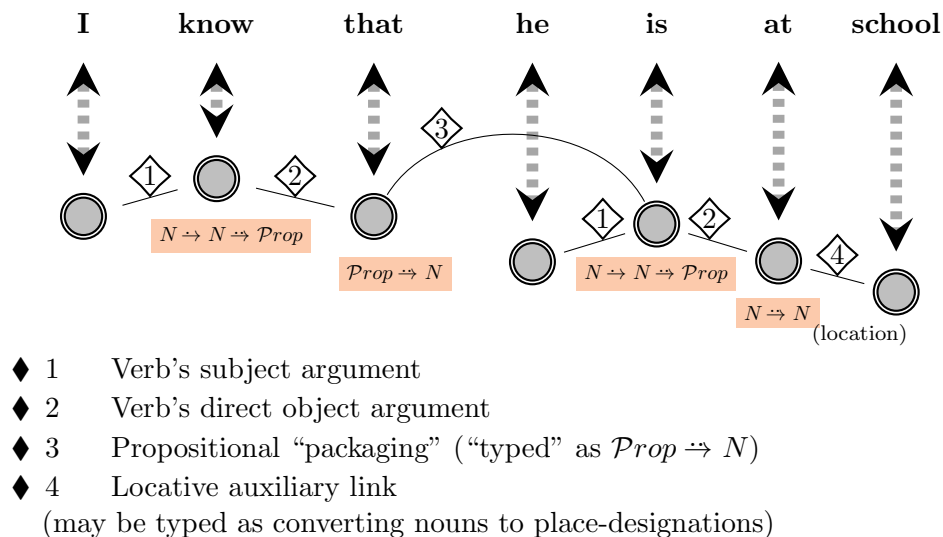 I know that he is at school
1 2 3 1 2 4
N ⇢ N ⇢ 𝒫rop
𝒫rop ⇢ N
N ⇢ N ⇢ 𝒫rop
N ⇢ N
(location)
♦ 1 Verb's subject argument
♦ 2 Verb's direct object argument
♦ 3 Propositional “packaging” (“typed” as 𝒫rop ⇢ N)
♦ 4 Locative auxiliary link
(may be typed as converting nouns to place-designations)